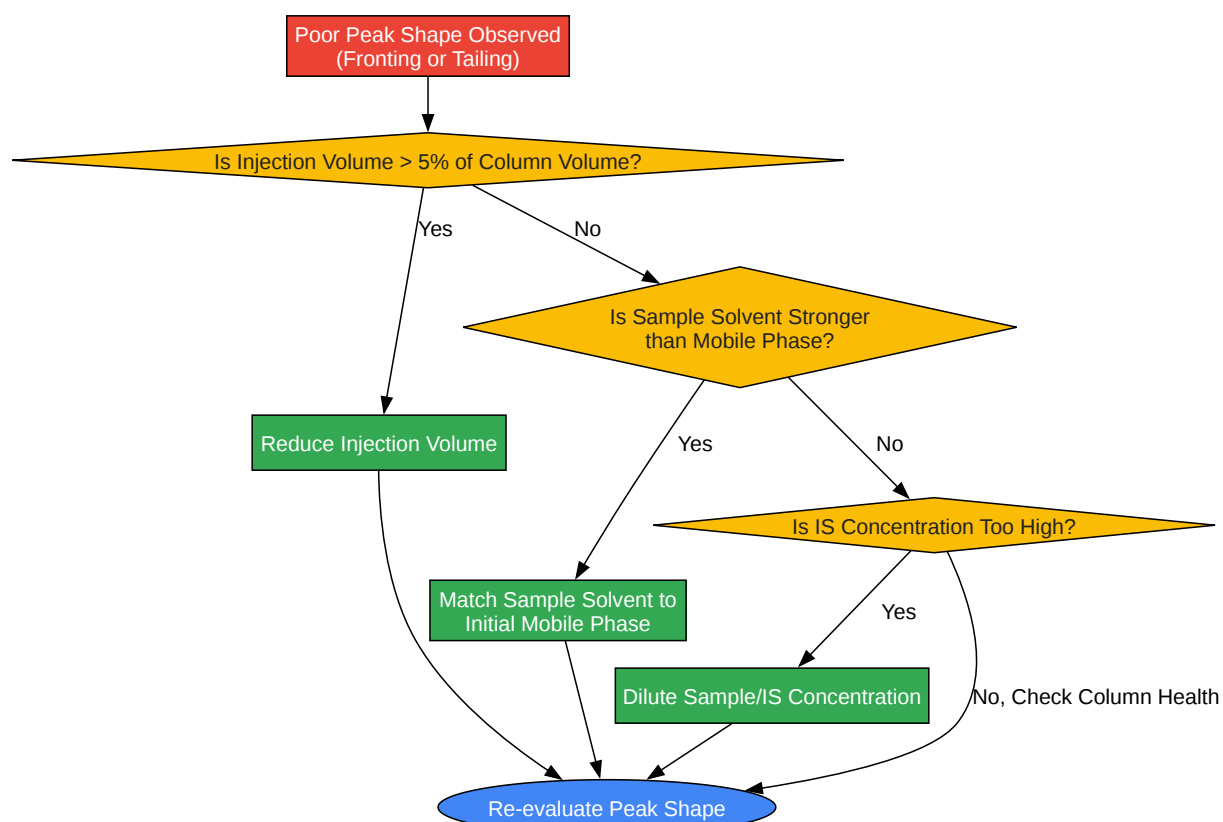 Poor Peak Shape Observed
(Fronting or Tailing)
Is Injection Volume > 5% of Column Volume?
Yes
No
Is Sample Solvent Stronger
than Mobile Phase?
Reduce Injection Volume
Yes
No
Is IS Concentration Too High?
Match Sample Solvent to
Initial Mobile Phase
Yes
Dilute Sample/IS Concentration
No, Check Column Health
Re-evaluate Peak Shape